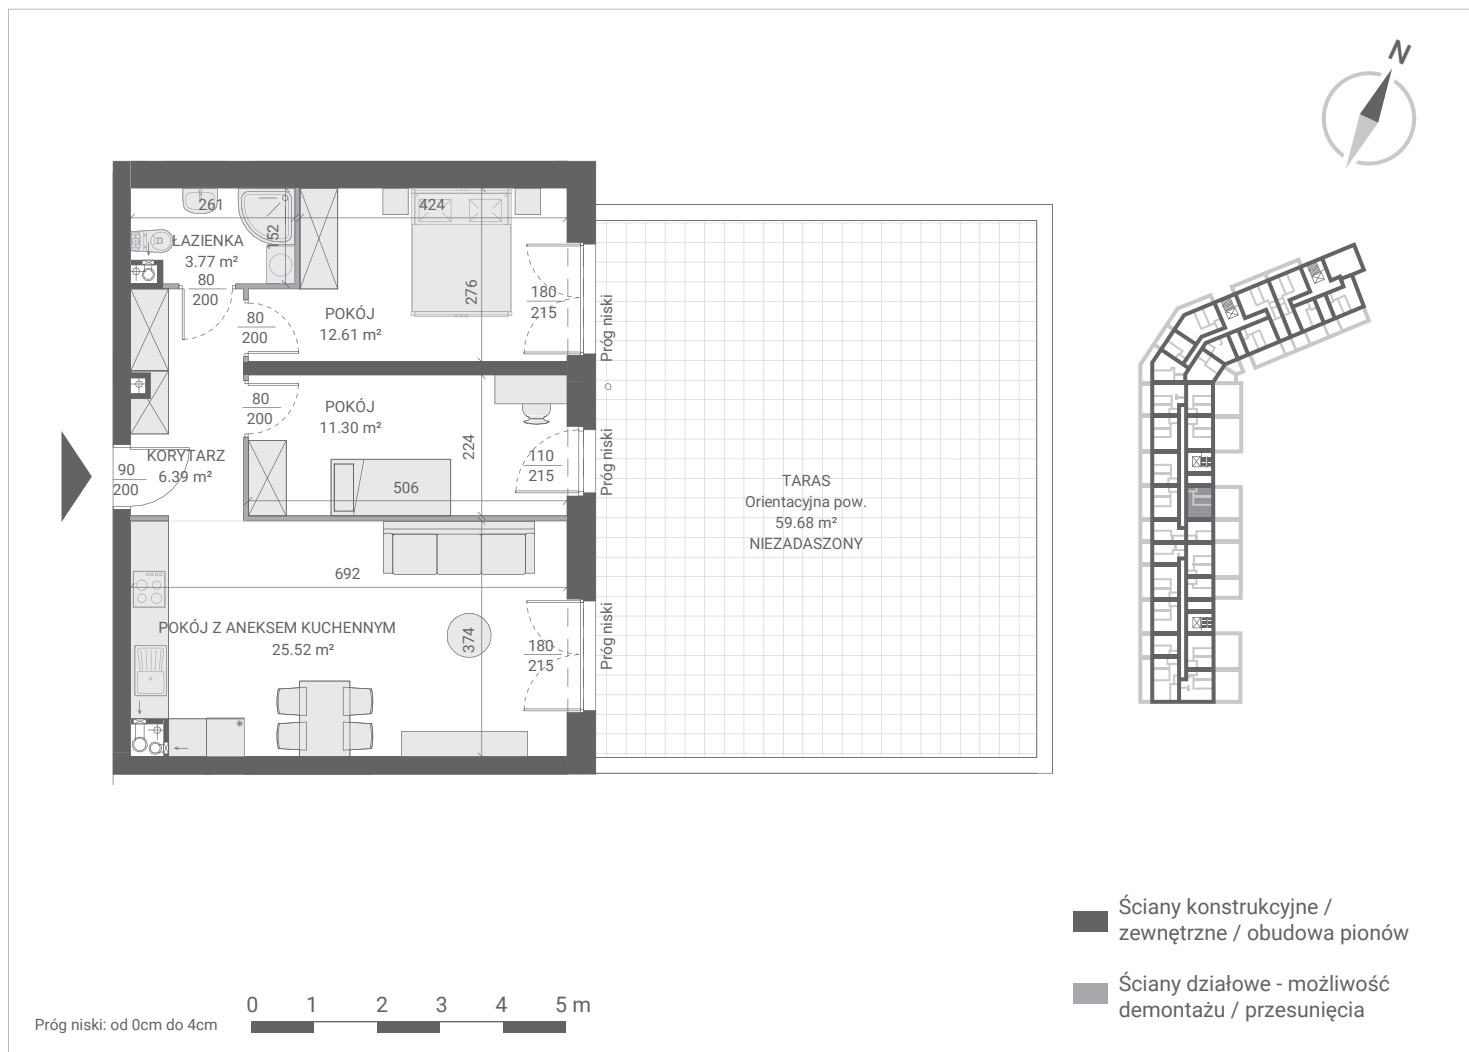 N
261
424
152
ŁAZIENKA
3.77 m²
80
200
276
180
215
Próg niski
POKÓJ
12.61 m²
80
200
80
200
POKÓJ
11.30 m²
224
110
215
Próg niski
506
KORYTARZ
6.39 m²
90
200
TARAS
Orientacyjna pow.
59.68 m²
NIEZADASZONY
692
POKÓJ Z ANEKSEM KUCHENNYM
25.52 m²
374
180
215
Próg niski
Ściany konstrukcyjne /
zewnętrzne / obudowa pionów
Ściany działowe - możliwość
demontażu / przesunięcia
Próg niski: od 0cm do 4cm
0 1 2 3 4 5 m